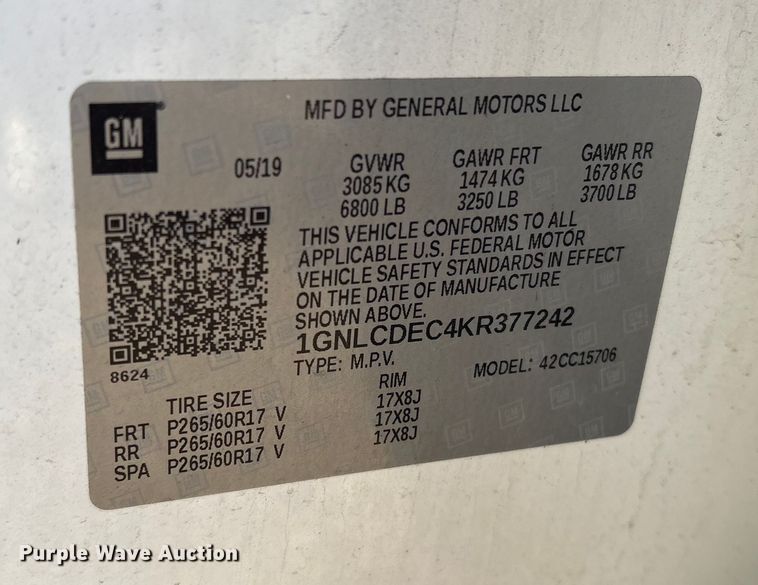 GM
MFD BY GENERAL MOTORS LLC
05/19
GVWR
3085 KG
6800 LB
GAWR FRT
1474 KG
3250 LB
GAWR RR
1678 KG
3700 LB
THIS VEHICLE CONFORMS TO ALL
APPLICABLE U.S. FEDERAL MOTOR
VEHICLE SAFETY STANDARDS IN EFFECT
ON THE DATE OF MANUFACTURE
SHOWN ABOVE.
1GNLCDEC4KR377242
TYPE: M.P.V.
MODEL: 42CC15706
8624
TIRE SIZE RIM
FRT P265/60R17 V 17X8J
RR P265/60R17 V 17X8J
SPA P265/60R17 V 17X8J
Purple Wave Auction